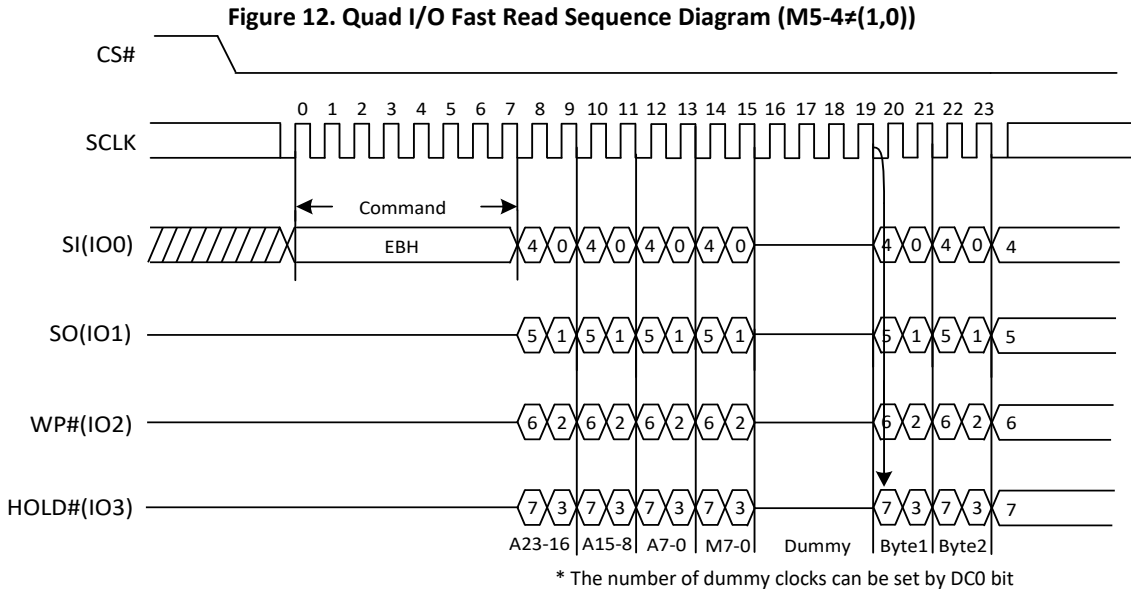 Figure 12. Quad I/O Fast Read Sequence Diagram (M5-4≠(1,0))
CS#
0 1 2 3 4 5 6 7 8 9 10 11 12 13 14 15 16 17 18 19 20 21 22 23
SCLK
Command
SI(IO0) EBH 4 0 4 0 4 0 4 0 4 0 4 0 4
SO(IO1) 5 1 5 1 5 1 5 1 5 1 5 1 5
WP#(IO2) 6 2 6 2 6 2 6 2 6 2 6 2 6
HOLD#(IO3) 7 3 7 3 7 3 7 3 7 3 7 3 7
A23-16 A15-8 A7-0 M7-0 Dummy Byte1 Byte2
* The number of dummy clocks can be set by DC0 bit